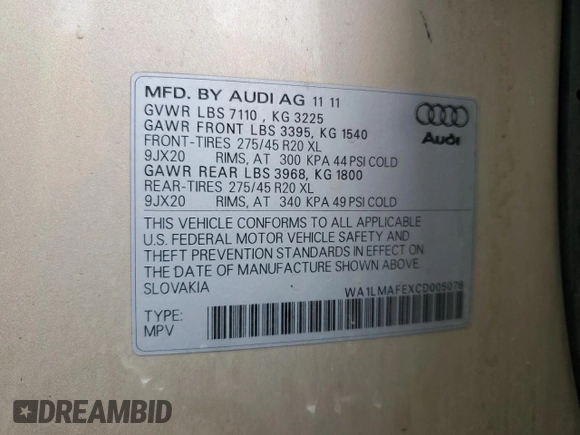 MFD. BY AUDI AG 11 11
GVWR LBS 7110 , KG 3225
GAWR FRONT LBS 3395, KG 1540
FRONT-TIRES 275/45 R20 XL
9JX20 RIMS, AT 300 KPA 44 PSI COLD
GAWR REAR LBS 3968, KG 1800
REAR-TIRES 275/45 R20 XL
9JX20 RIMS, AT 340 KPA 49 PSI COLD
Audi
THIS VEHICLE CONFORMS TO ALL APPLICABLE
U.S. FEDERAL MOTOR VEHICLE SAFETY AND
THEFT PREVENTION STANDARDS IN EFFECT ON
THE DATE OF MANUFACTURE SHOWN ABOVE.
SLOVAKIA
WA1LMAFEXCD005078
TYPE:
MPV
DREAMBID